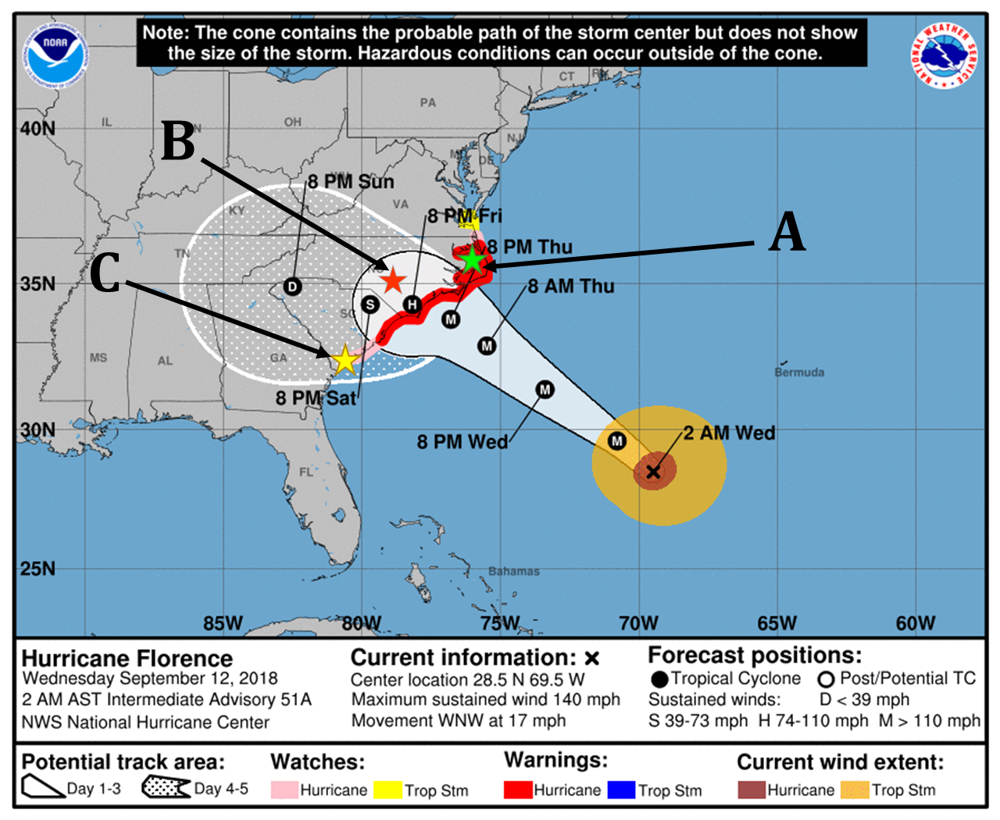 Note: The cone contains the probable path of the storm center but does not show
the size of the storm. Hazardous conditions can occur outside of the cone.
NOAA
NATIONAL WEATHER SERVICE
CT
PA
40N
IL
OH
NJ
B
DE
8 PM Sun
VA
KY
8 PM Fri
A
TN
8 PM Thu
C
35N
8 AM Thu
D
S
H
M
SC
M
MS
AL
GA
Bermuda
M
8 PM Sat
30N
2 AM Wed
8 PM Wed
M
FL
25N
Bahamas
85W
80W
75W
70W
65W
60W
Hurricane Florence
Wednesday September 12, 2018
2 AM AST Intermediate Advisory 51A
NWS National Hurricane Center
Current information: ×
Center location 28.5 N 69.5 W
Maximum sustained wind 140 mph
Movement WNW at 17 mph
Forecast positions:
Tropical Cyclone Post/Potential TC
Sustained winds: D < 39 mph
S 39-73 mph H 74-110 mph M > 110 mph
Potential track area:
Day 1-3 Day 4-5
Watches:
Hurricane Trop Stm
Warnings:
Hurricane Trop Stm
Current wind extent:
Hurricane Trop Stm